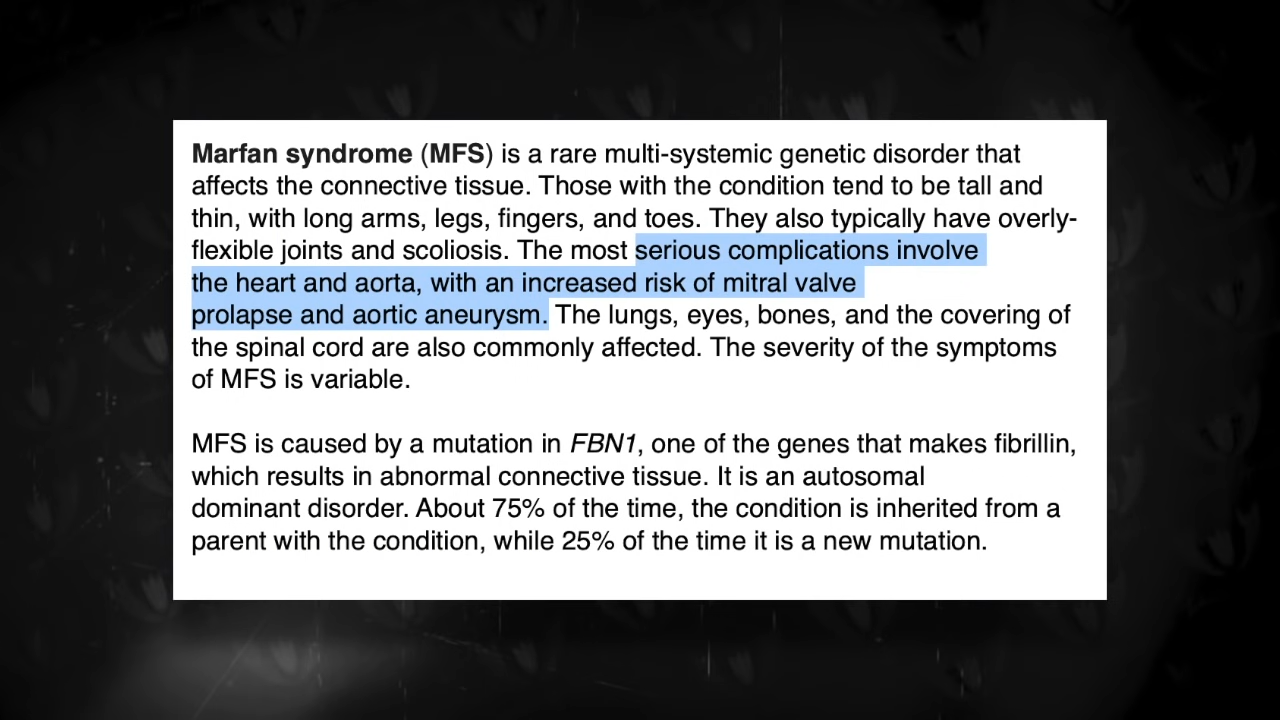 Marfan syndrome (MFS) is a rare multi-systemic genetic disorder that
affects the connective tissue. Those with the condition tend to be tall and
thin, with long arms, legs, fingers, and toes. They also typically have overly-
flexible joints and scoliosis. The most serious complications involve
the heart and aorta, with an increased risk of mitral valve
prolapse and aortic aneurysm. The lungs, eyes, bones, and the covering of
the spinal cord are also commonly affected. The severity of the symptoms
of MFS is variable.
MFS is caused by a mutation in FBN1, one of the genes that makes fibrillin,
which results in abnormal connective tissue. It is an autosomal
dominant disorder. About 75% of the time, the condition is inherited from a
parent with the condition, while 25% of the time it is a new mutation.